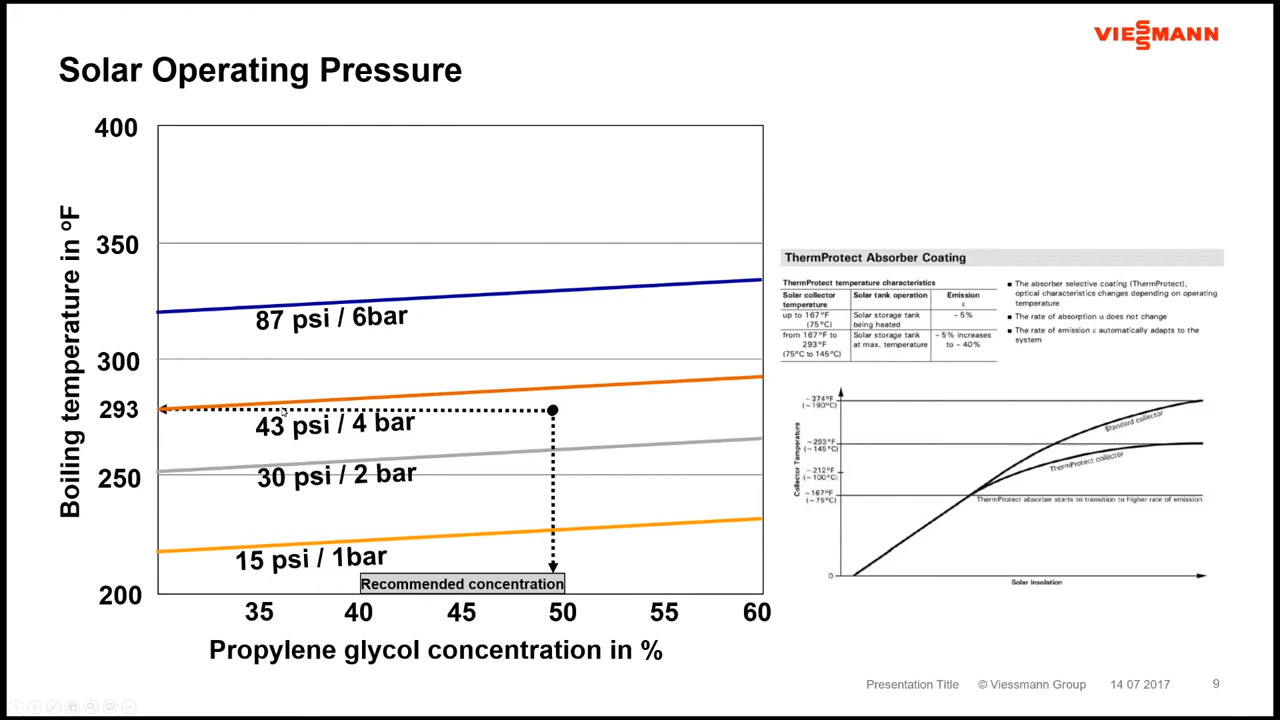 VIESSMANN
Solar Operating Pressure
400
350
300
293
250
200
Boiling temperature in ºF
87 psi / 6bar
43 psi / 4 bar
30 psi / 2 bar
15 psi / 1bar
Recommended concentration
35 40 45 50 55 60
Propylene glycol concentration in %
ThermProtect Absorber Coating
ThermProtect temperature characteristics
Solar collector temperature
Solar tank operation
Emission ε
up to 167°F (75°C)
Solar storage tank being heated
~ 5%
from 167°F to 293°F (75°C to 145°C)
Solar storage tank at max. temperature
~ 5% increases to ~ 40%
■ The absorber selective coating (ThermProtect),
optical characteristics changes depending on operating
temperature
■ The rate of absorption α does not change
■ The rate of emission ε automatically adapts to the
system
Collector Temperature
~374°F
(~190°C)
~293°F
(~145°C)
~212°F
(~100°C)
~167°F
(~75°C)
0
Standard collector
ThermProtect collector
ThermProtect absorber starts to transition to higher rate of emission
Solar Insolation
Presentation Title © Viessmann Group 14 07 2017 9